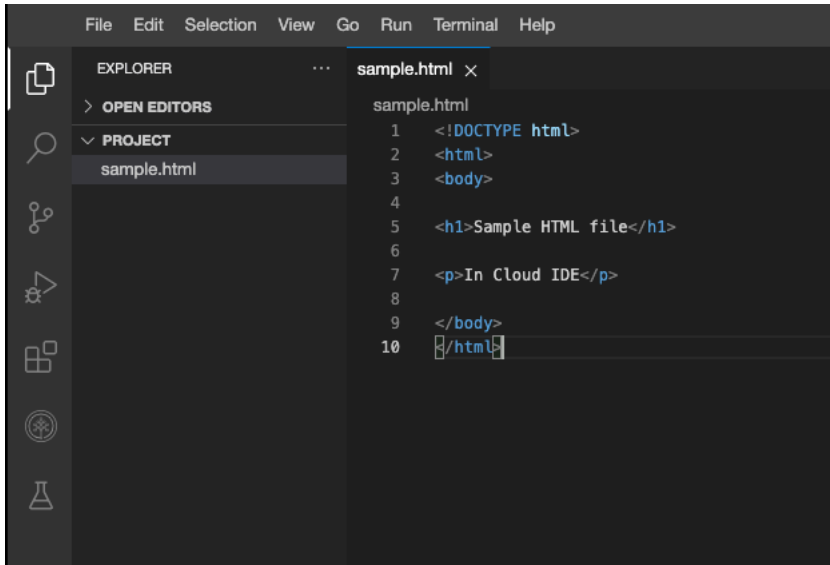 File Edit Selection View Go Run Terminal Help
EXPLORER ...
OPEN EDITORS
PROJECT
sample.html
sample.html
sample.html
1 <!DOCTYPE html>
2 <html>
3 <body>
4
5 <h1>Sample HTML file</h1>
6
7 <p>In Cloud IDE</p>
8
9 </body>
10 </html>